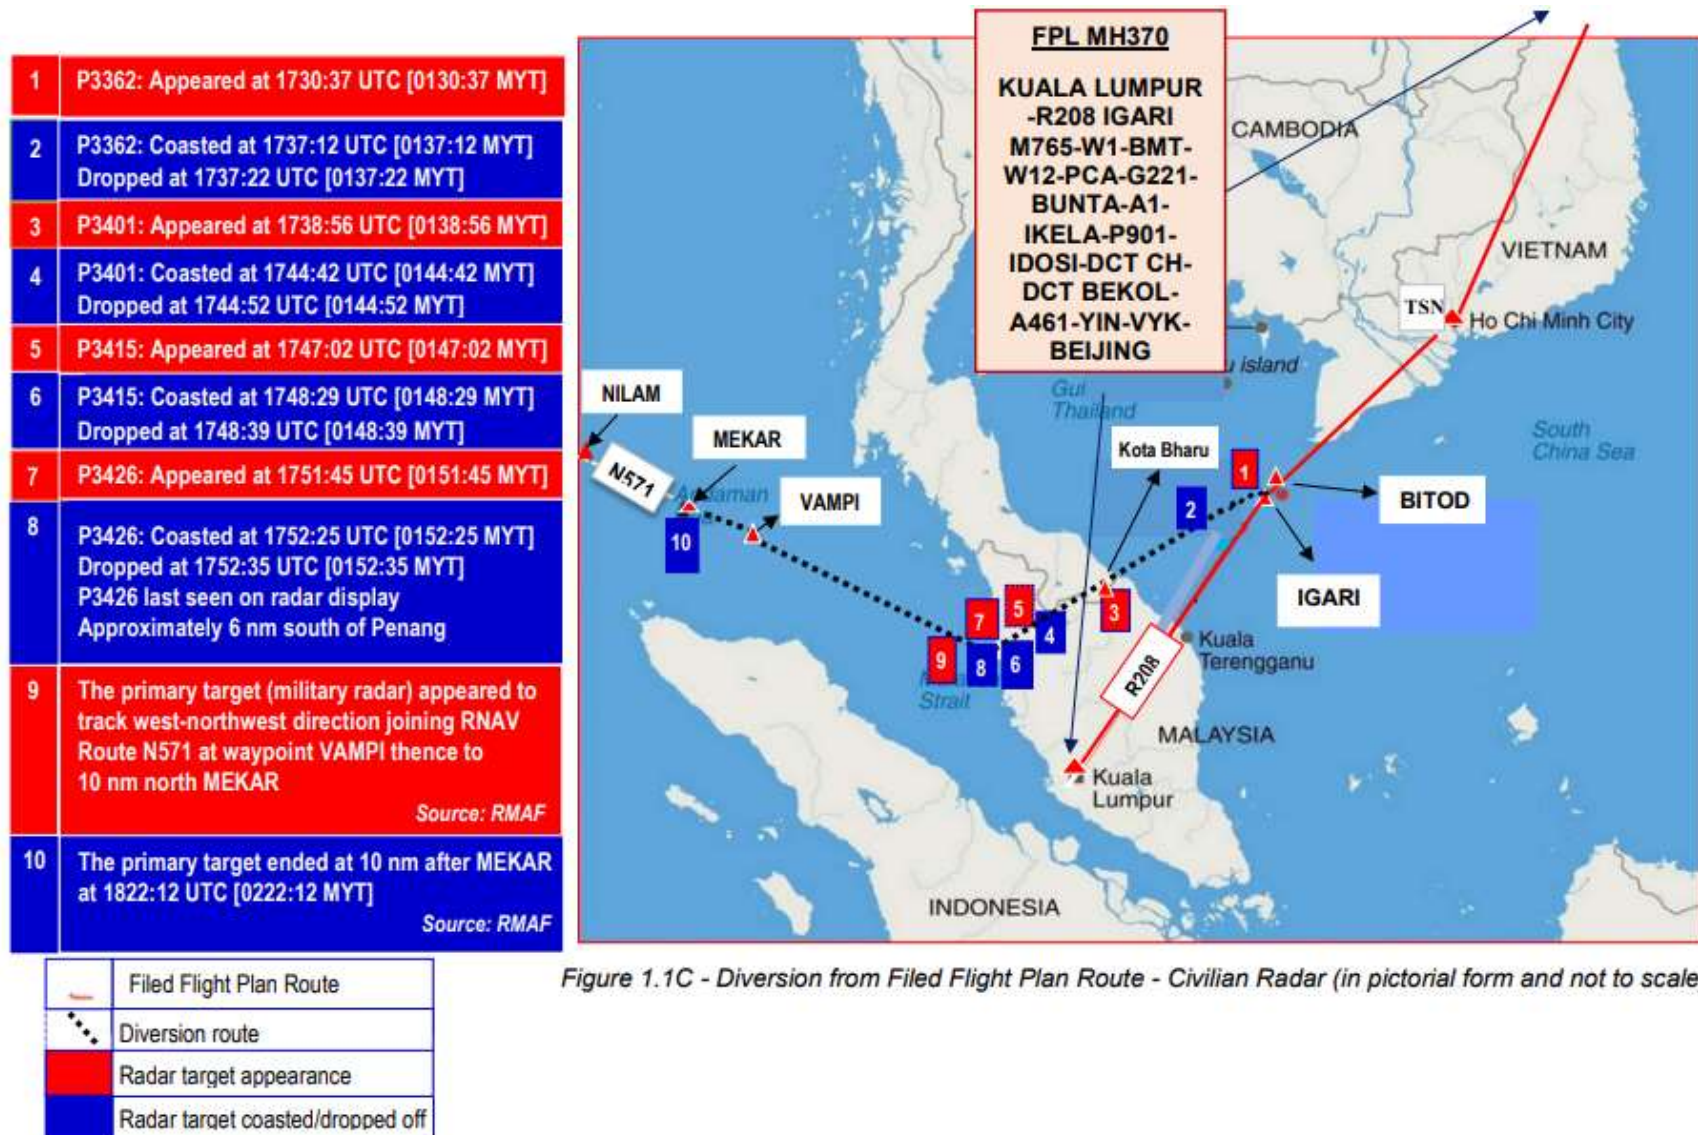 1 P3362: Appeared at 1730:37 UTC [0130:37 MYT]
2 P3362: Coasted at 1737:12 UTC [0137:12 MYT]
Dropped at 1737:22 UTC [0137:22 MYT]
3 P3401: Appeared at 1738:56 UTC [0138:56 MYT]
4 P3401: Coasted at 1744:42 UTC [0144:42 MYT]
Dropped at 1744:52 UTC [0144:52 MYT]
5 P3415: Appeared at 1747:02 UTC [0147:02 MYT]
6 P3415: Coasted at 1748:29 UTC [0148:29 MYT]
Dropped at 1748:39 UTC [0148:39 MYT]
7 P3426: Appeared at 1751:45 UTC [0151:45 MYT]
8 P3426: Coasted at 1752:25 UTC [0152:25 MYT]
Dropped at 1752:35 UTC [0152:35 MYT]
P3426 last seen on radar display
Approximately 6 nm south of Penang
9 The primary target (military radar) appeared to
track west-northwest direction joining RNAV
Route N571 at waypoint VAMPI thence to
10 nm north MEKAR
Source: RMAF
10 The primary target ended at 10 nm after MEKAR
at 1822:12 UTC [0222:12 MYT]
Source: RMAF
Filed Flight Plan Route
Diversion route
Radar target appearance
Radar target coasted/dropped off
FPL MH370
KUALA LUMPUR
-R208 IGARI
M765-W1-BMT-
W12-PCA-G221-
BUNTA-A1-
IKELA-P901-
IDOSI-DCT CH-
DCT BEKOL-
A461-YIN-VYK-
BEIJING
CAMBODIA
VIETNAM
TSN
Ho Chi Minh City
island
Thailand
South
China Sea
NILAM
MEKAR
N571
VAMPI
Kota Bharu
BITOD
IGARI
1
2
3
4
5
6
7
8
9
10
Strait
R208
Kuala
Terengganu
MALAYSIA
Kuala
Lumpur
INDONESIA
Figure 1.1C - Diversion from Filed Flight Plan Route - Civilian Radar (in pictorial form and not to scale